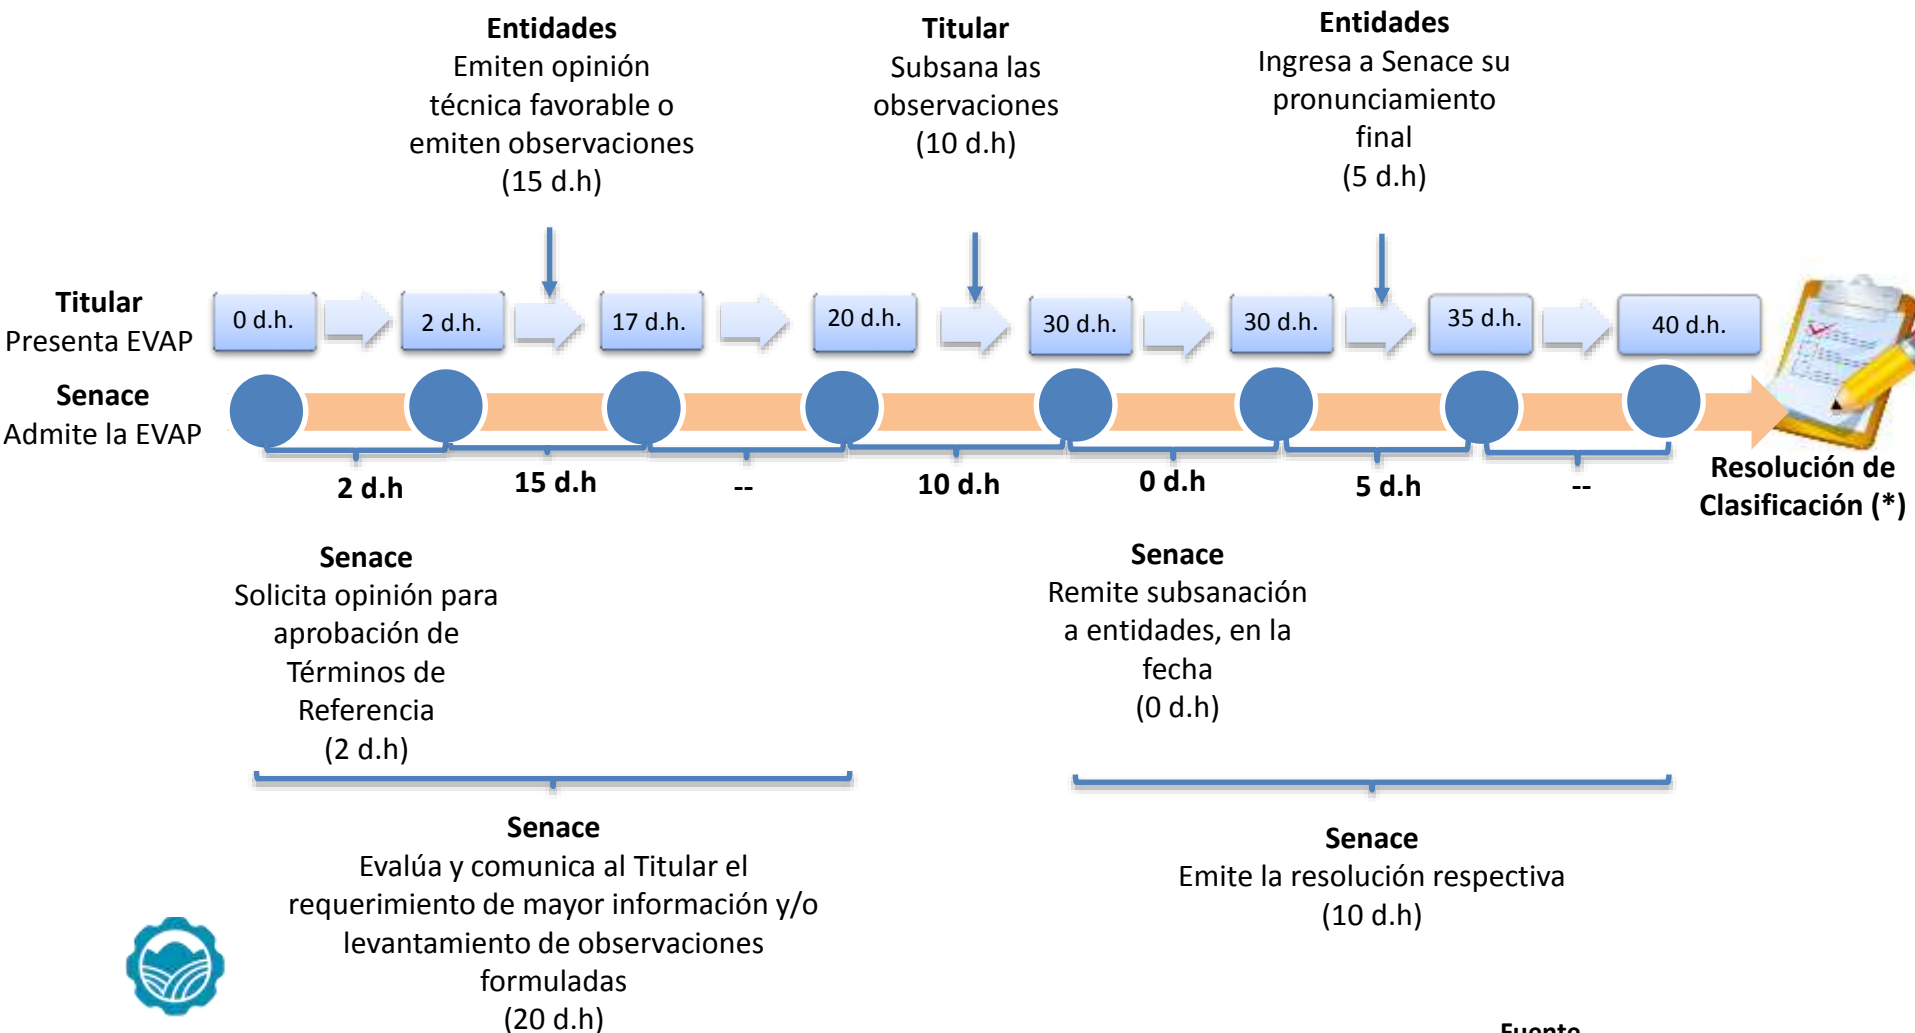 Entidades
Emiten opinión
técnica favorable o
emiten observaciones
(15 d.h)
Titular
Subsana las
observaciones
(10 d.h)
Entidades
Ingresa a Senace su
pronunciamiento
final
(5 d.h)
Titular
Presenta EVAP
0 d.h.
2 d.h.
17 d.h.
20 d.h.
30 d.h.
30 d.h.
35 d.h.
40 d.h.
Senace
Admite la EVAP
2 d.h
15 d.h
--
10 d.h
0 d.h
5 d.h
--
Resolución de
Clasificación (*)
Senace
Solicita opinión para
aprobación de
Términos de
Referencia
(2 d.h)
Senace
Remite subsanación
a entidades, en la
fecha
(0 d.h)
Senace
Evalúa y comunica al Titular el
requerimiento de mayor información y/o
levantamiento de observaciones
formuladas
(20 d.h)
Senace
Emite la resolución respectiva
(10 d.h)
Fuente